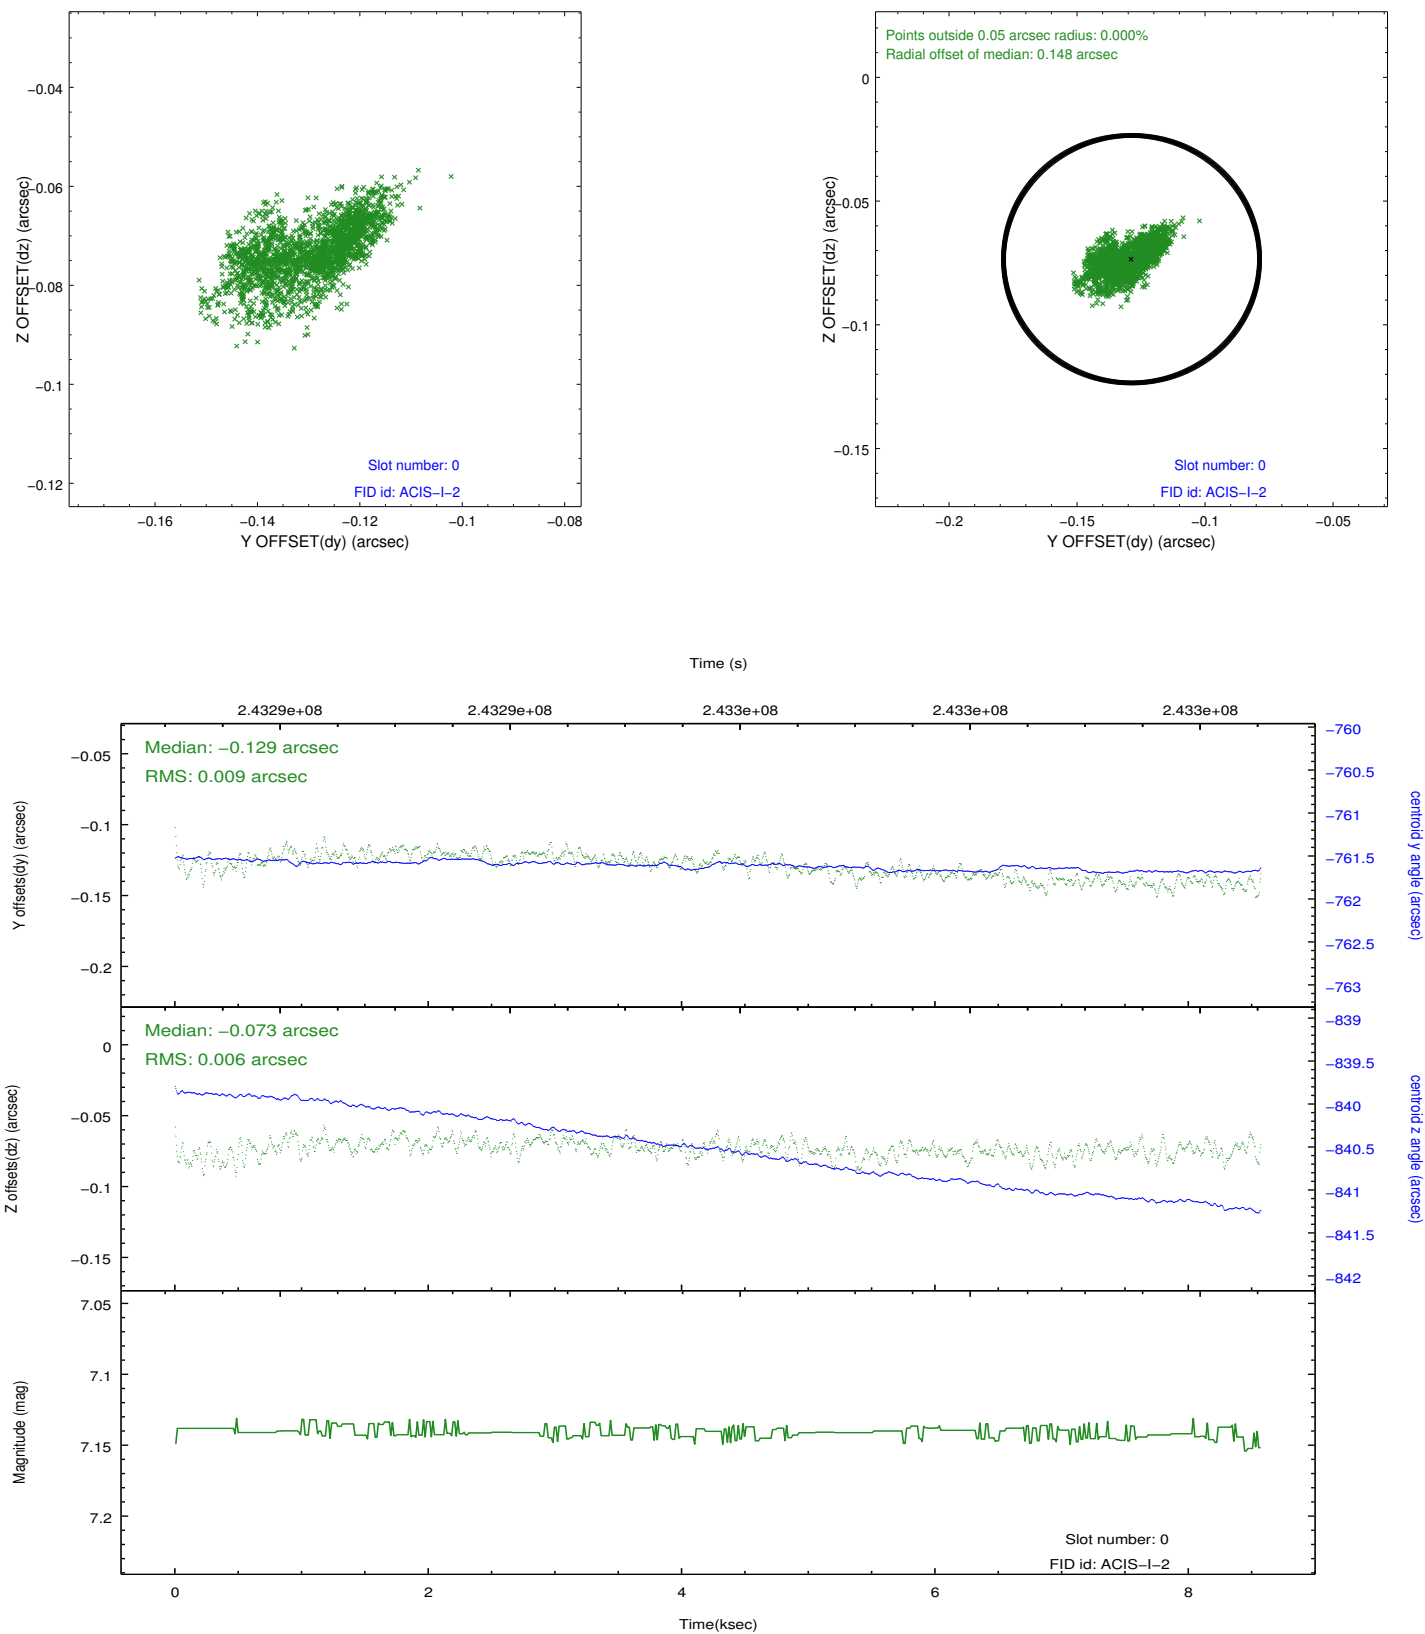 −0.04
−0.06
−0.08
−0.1
−0.12
Z OFFSET(dz) (arcsec)
Slot number: 0
FID id: ACIS−I−2
−0.16
−0.14
−0.12
−0.1
−0.08
Y OFFSET(dy) (arcsec)
Points outside 0.05 arcsec radius: 0.000%
Radial offset of median: 0.148 arcsec
0
−0.05
−0.1
−0.15
Z OFFSET(dz) (arcsec)
Slot number: 0
FID id: ACIS−I−2
−0.2
−0.15
−0.1
−0.05
Y OFFSET(dy) (arcsec)
Time (s)
2.4329e+08
2.4329e+08
2.433e+08
2.433e+08
2.433e+08
Median: −0.129 arcsec
RMS: 0.009 arcsec
−0.05
−0.1
−0.15
−0.2
Y offsets(dy) (arcsec)
−760
−760.5
−761
−761.5
−762
−762.5
−763
centroid y angle (arcsec)
Median: −0.073 arcsec
RMS: 0.006 arcsec
0
−0.05
−0.1
−0.15
Z offsets(dz) (arcsec)
−839
−839.5
−840
−840.5
−841
−841.5
−842
centroid z angle (arcsec)
7.05
7.1
7.15
7.2
Magnitude (mag)
Slot number: 0
FID id: ACIS−I−2
0
2
4
6
8
Time(ksec)